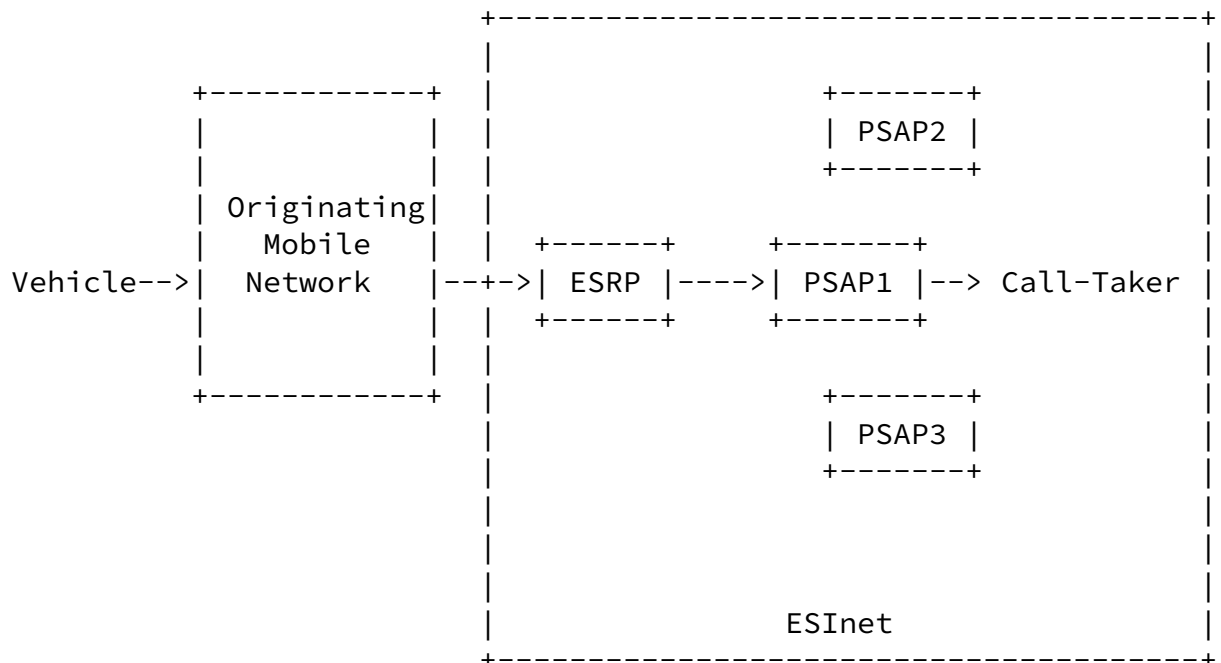 PSAP2
Originating
Mobile
Vehicle-->| Network |--+->| ESRP |---->| PSAP1 |--> Call-Taker
PSAP3
ESInet